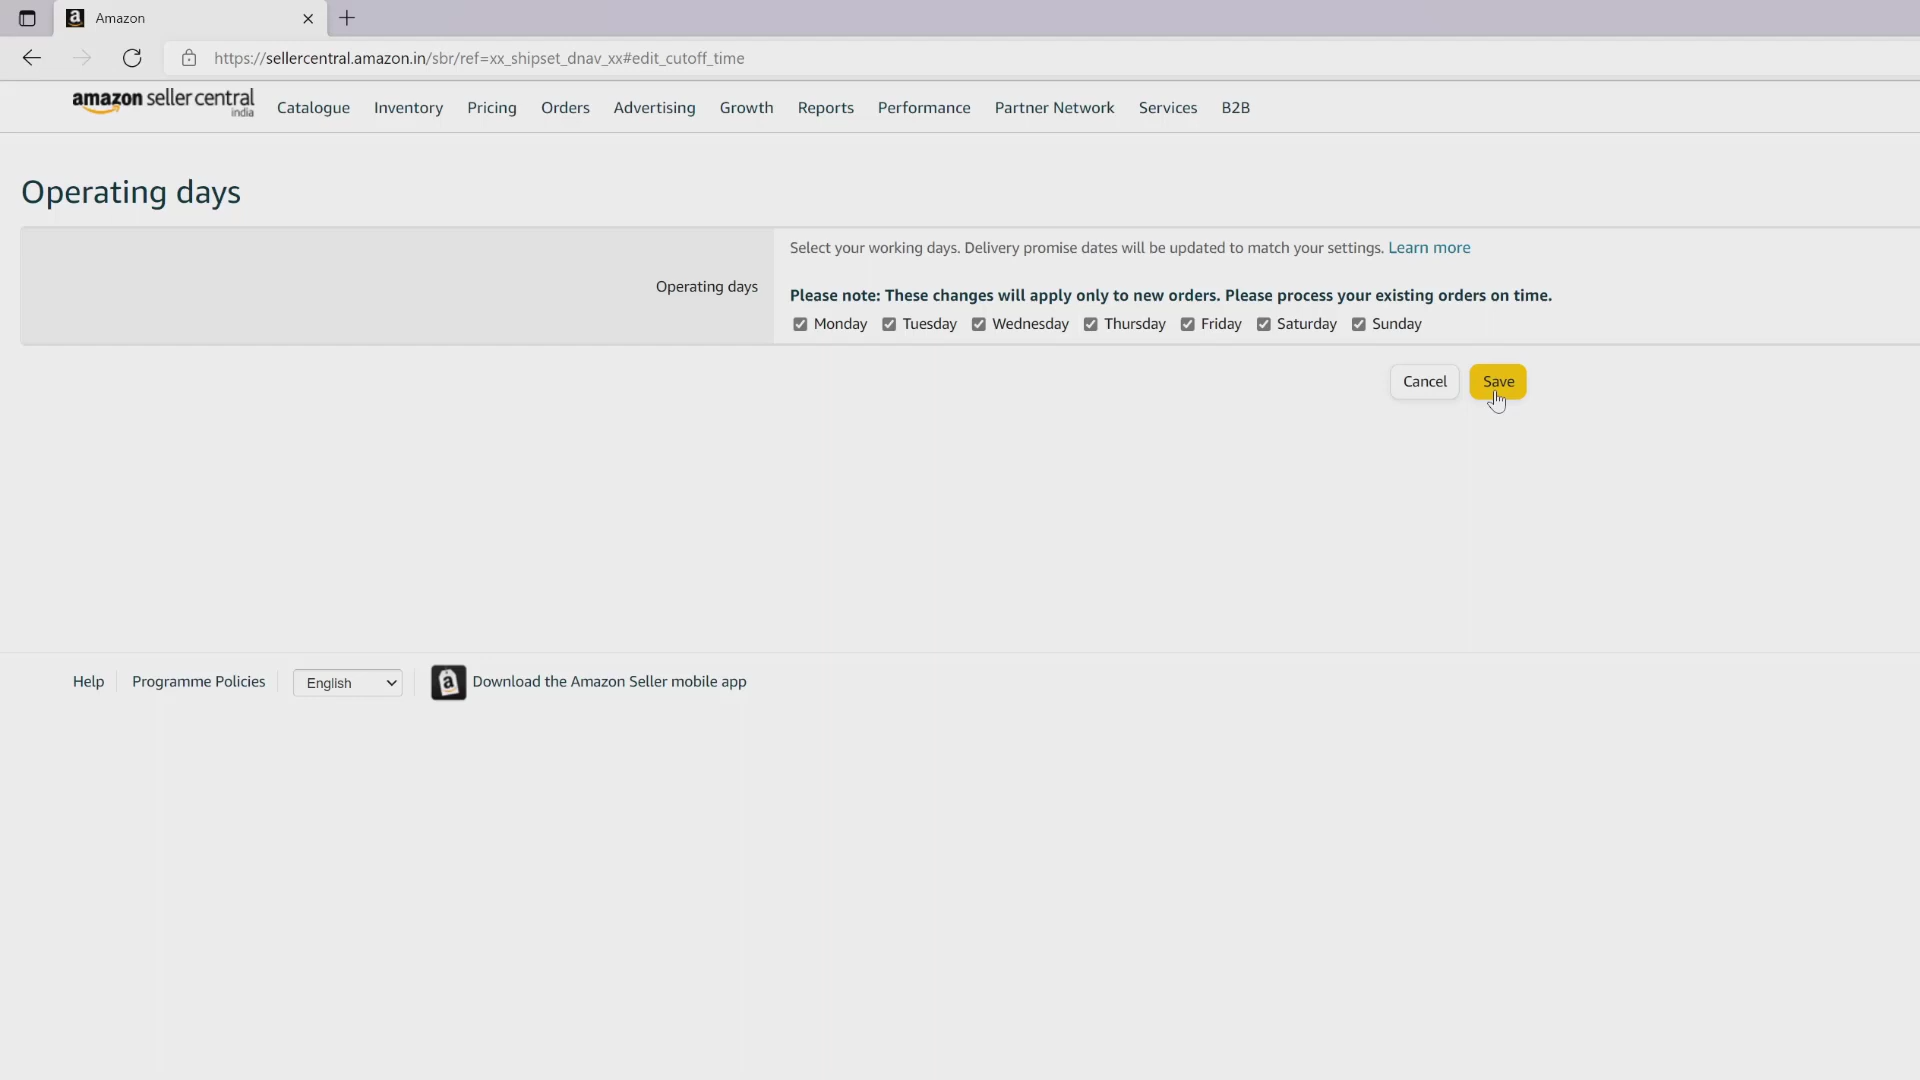 Amazon
https://sellercentral.amazon.in/sbr/ref=xx_shipset_dnav_xx#edit_cutoff_time
amazon seller central india
Catalogue Inventory Pricing Orders Advertising Growth Reports Performance Partner Network Services B2B
Operating days
Select your working days. Delivery promise dates will be updated to match your settings. Learn more
Operating days
Please note: These changes will apply only to new orders. Please process your existing orders on time.
Monday Tuesday Wednesday Thursday Friday Saturday Sunday
Cancel Save
Help Programme Policies English Download the Amazon Seller mobile app